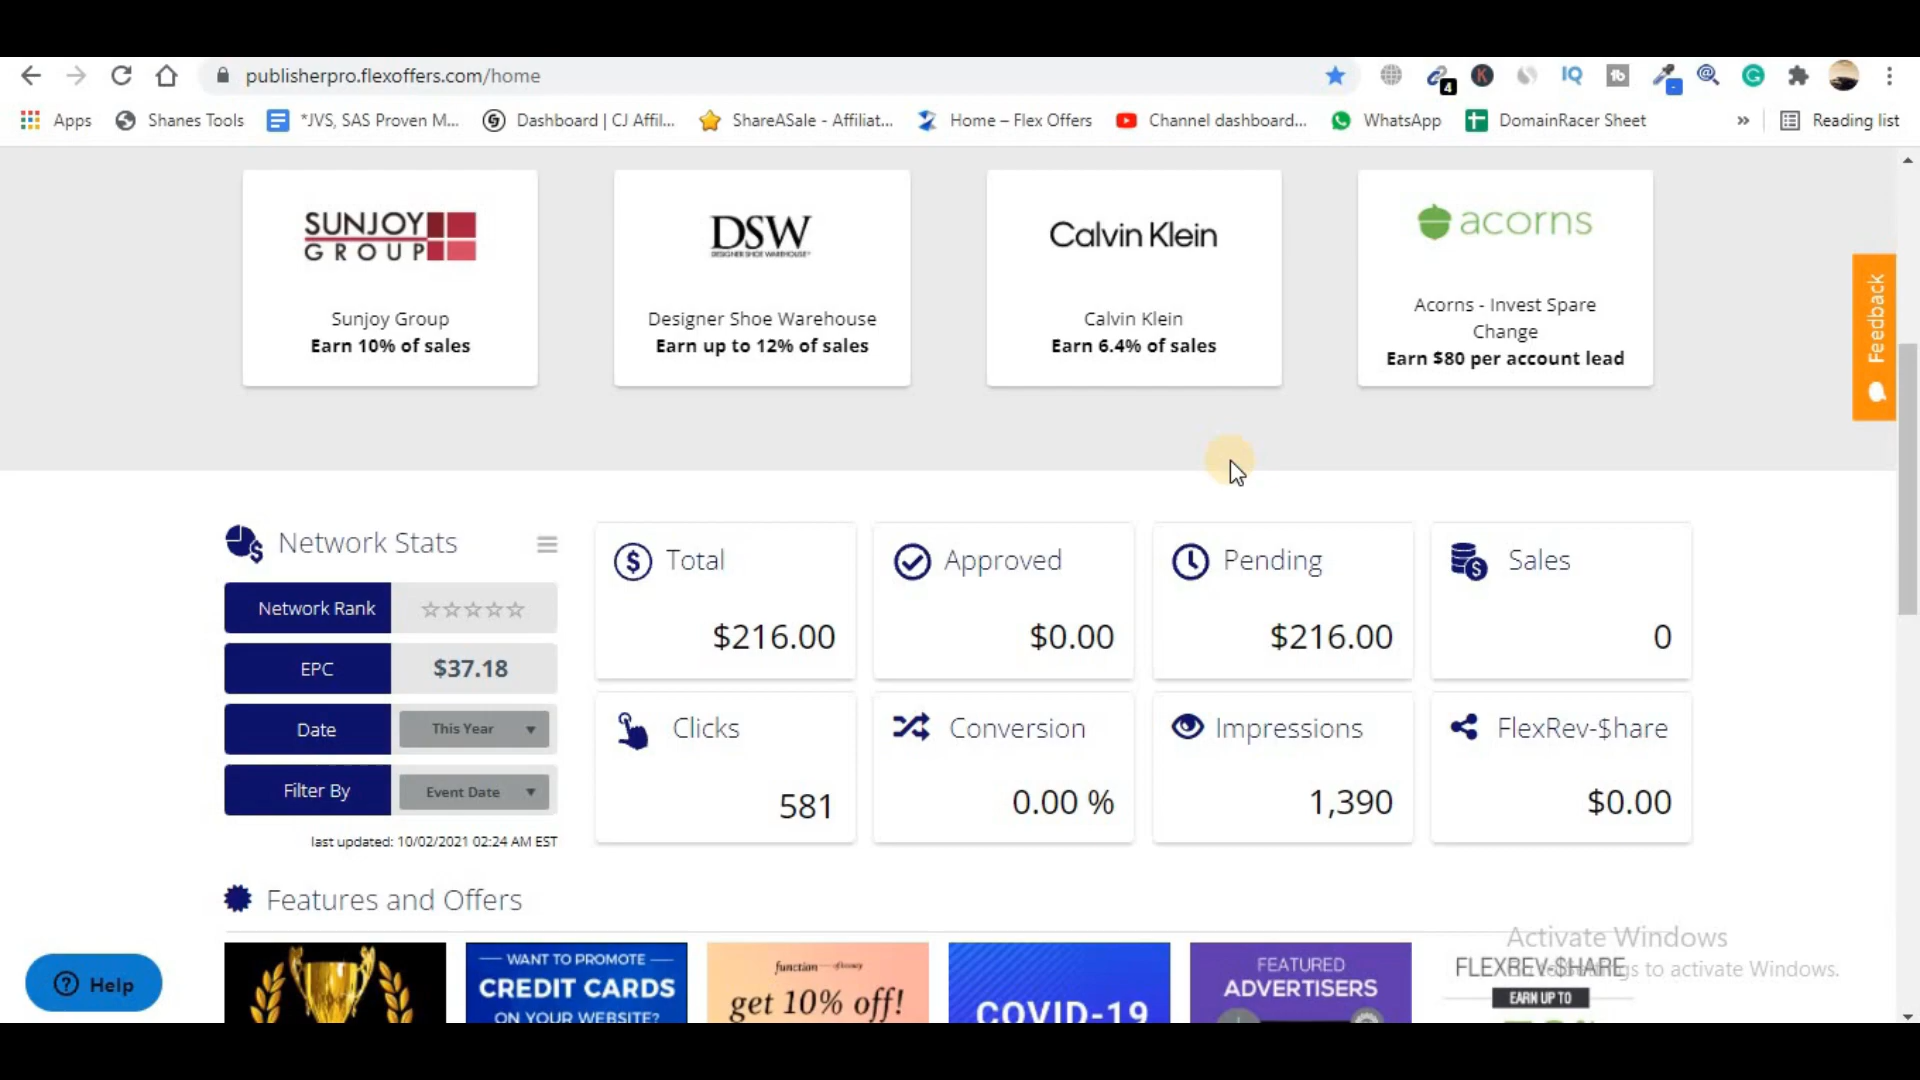 publisherpro.flexoffers.com/home
4
K
IQ
Apps
Shanes Tools
*JVS, SAS Proven M...
Dashboard | CJ Affil...
ShareASale - Affiliat...
Home – Flex Offers
Channel dashboard...
WhatsApp
DomainRacer Sheet
»
Reading list
SUNJOY
GROUP
Sunjoy Group
Earn 10% of sales
DSW
DESIGNER SHOE WAREHOUSE
Designer Shoe Warehouse
Earn up to 12% of sales
Calvin Klein
Calvin Klein
Earn 6.4% of sales
acorns
Acorns - Invest Spare
Change
Earn $80 per account lead
Feedback
Network Stats
Network Rank
EPC
$37.18
Date
This Year
Filter By
Event Date
last updated: 10/02/2021 02:24 AM EST
Total
$216.00
Approved
$0.00
Pending
$216.00
Sales
0
Clicks
581
Conversion
0.00 %
Impressions
1,390
FlexRev-$hare
$0.00
Features and Offers
WANT TO PROMOTE
CREDIT CARDS
ON YOUR WEBSITE?
function
get 10% off!
COVID-19
FEATURED
ADVERTISERS
FLEXREV-$HARE
EARN UP TO
Activate Windows
to activate Windows.
Help